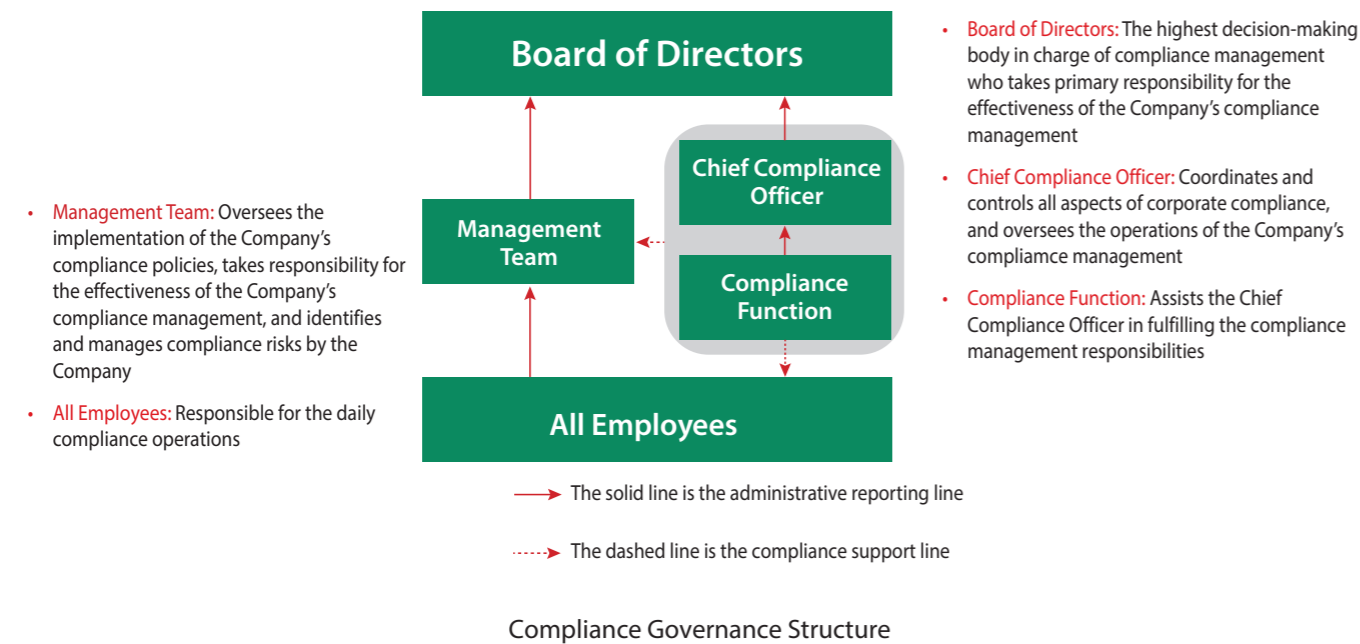 Board of Directors
Chief Compliance
Officer
Management
Team
Compliance
Function
All Employees
• Management Team: Oversees the
implementation of the Company's
compliance policies, takes responsibility for
the effectiveness of the Company's
compliance management, and identifies
and manages compliance risks by the
Company
• All Employees: Responsible for the daily
compliance operations
• Board of Directors: The highest decision-making
body in charge of compliance management
who takes primary responsibility for the
effectiveness of the Company's compliance
management
• Chief Compliance Officer: Coordinates and
controls all aspects of corporate compliance,
and oversees the operations of the Company's
compliamce management
• Compliance Function: Assists the Chief
Compliance Officer in fulfilling the compliance
management responsibilities
The solid line is the administrative reporting line
The dashed line is the compliance support line
Compliance Governance Structure